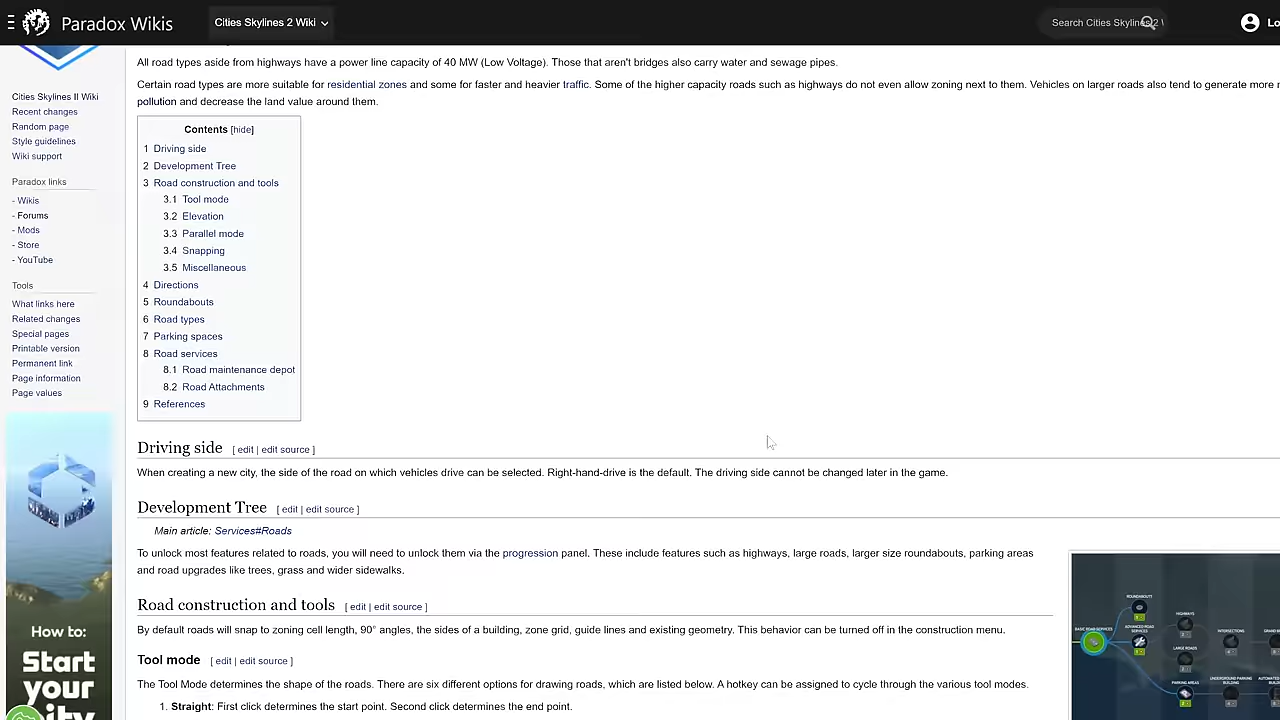 Paradox Wikis
Cities Skylines 2 Wiki
Search Cities Skylines 2
Lo
All road types aside from highways have a power line capacity of 40 MW (Low Voltage). Those that aren't bridges also carry water and sewage pipes.
Certain road types are more suitable for residential zones and some for faster and heavier traffic. Some of the higher capacity roads such as highways do not even allow zoning next to them. Vehicles on larger roads also tend to generate more
pollution and decrease the land value around them.
Cities Skylines II Wiki
Recent changes
Random page
Style guidelines
Wiki support
Paradox links
- Wikis
- Forums
- Mods
- Store
- YouTube
Tools
What links here
Related changes
Special pages
Printable version
Permanent link
Page information
Page values
How to:
Start
your
Contents [hide]
1 Driving side
2 Development Tree
3 Road construction and tools
3.1 Tool mode
3.2 Elevation
3.3 Parallel mode
3.4 Snapping
3.5 Miscellaneous
4 Directions
5 Roundabouts
6 Road types
7 Parking spaces
8 Road services
8.1 Road maintenance depot
8.2 Road Attachments
9 References
Driving side [ edit | edit source ]
When creating a new city, the side of the road on which vehicles drive can be selected. Right-hand-drive is the default. The driving side cannot be changed later in the game.
Development Tree [ edit | edit source ]
Main article: Services#Roads
To unlock most features related to roads, you will need to unlock them via the progression panel. These include features such as highways, large roads, larger size roundabouts, parking areas
and road upgrades like trees, grass and wider sidewalks.
Road construction and tools [ edit | edit source ]
By default roads will snap to zoning cell length, 90° angles, the sides of a building, zone grid, guide lines and existing geometry. This behavior can be turned off in the construction menu.
Tool mode [ edit | edit source ]
The Tool Mode determines the shape of the roads. There are six different options for drawing roads, which are listed below. A hotkey can be assigned to cycle through the various tool modes.
1. Straight: First click determines the start point. Second click determines the end point.
ROUNDABOUTS
HIGHWAYS
BASIC ROAD SERVICES
ADVANCED ROAD
SERVICES
INTERSECTIONS
LARGE ROADS
PARKING AREAS
UNDERGROUND PARKING
BUILDING